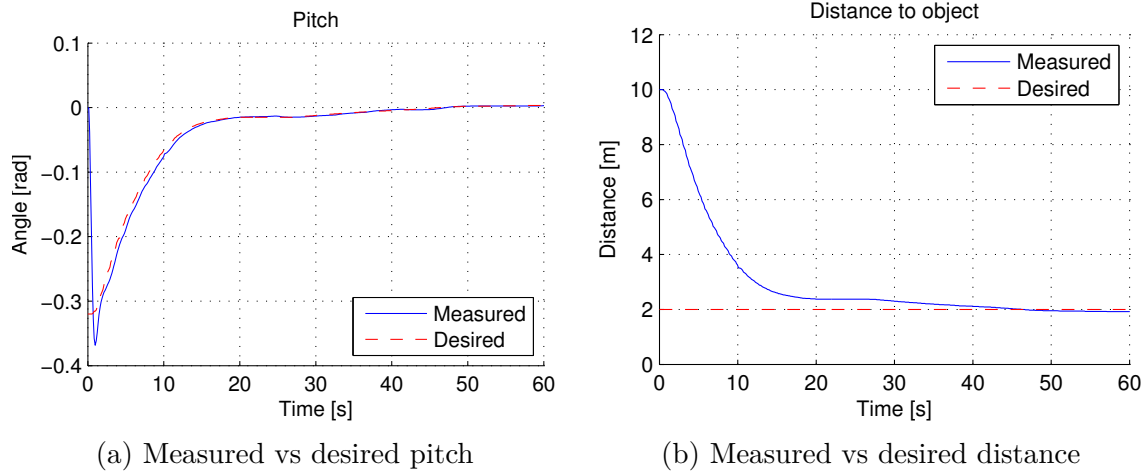 Pitch
0.1
0
−0.1
−0.2
−0.3
−0.4
Angle [rad]
0 10 20 30 40 50 60
Time [s]
Measured
Desired
(a) Measured vs desired pitch
Distance to object
12
10
8
6
4
2
0
Distance [m]
0 10 20 30 40 50 60
Time [s]
Measured
Desired
(b) Measured vs desired distance